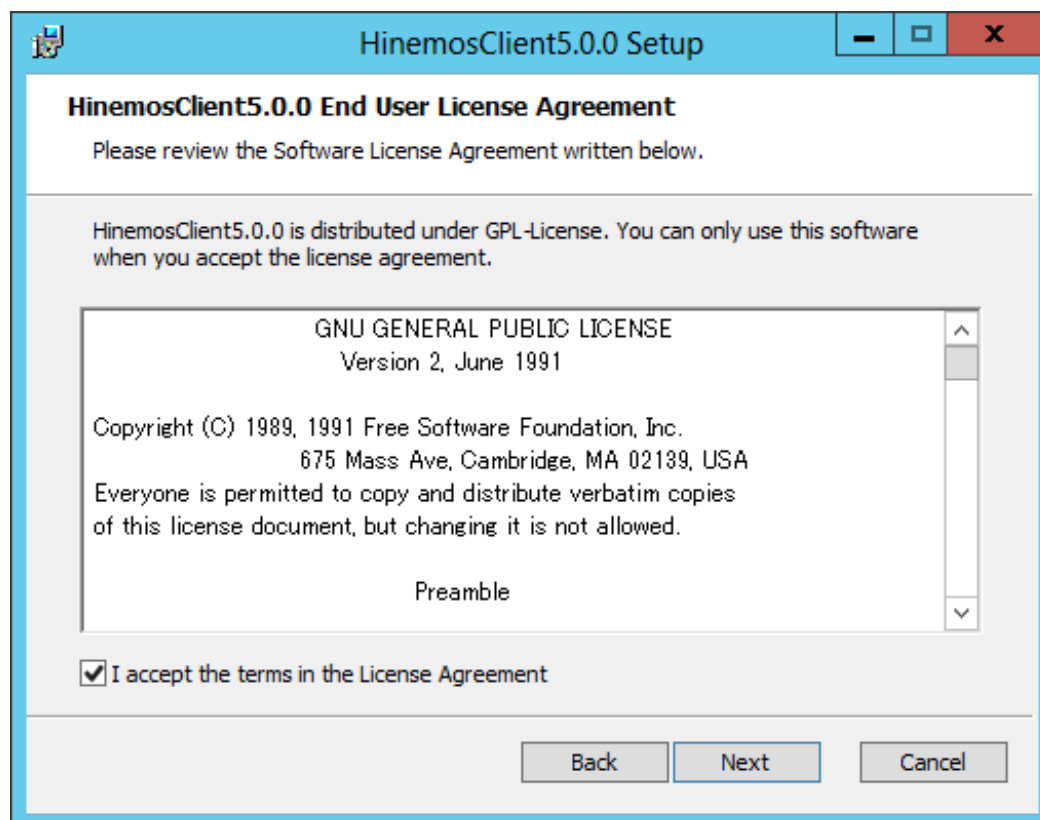 HinemosClient5.0.0 Setup
HinemosClient5.0.0 End User License Agreement
Please review the Software License Agreement written below.
HinemosClient5.0.0 is distributed under GPL-License. You can only use this software
when you accept the license agreement.
GNU GENERAL PUBLIC LICENSE
Version 2, June 1991
Copyright (C) 1989, 1991 Free Software Foundation, Inc.
675 Mass Ave, Cambridge, MA 02139, USA
Everyone is permitted to copy and distribute verbatim copies
of this license document, but changing it is not allowed.
Preamble
I accept the terms in the License Agreement
Back Next Cancel